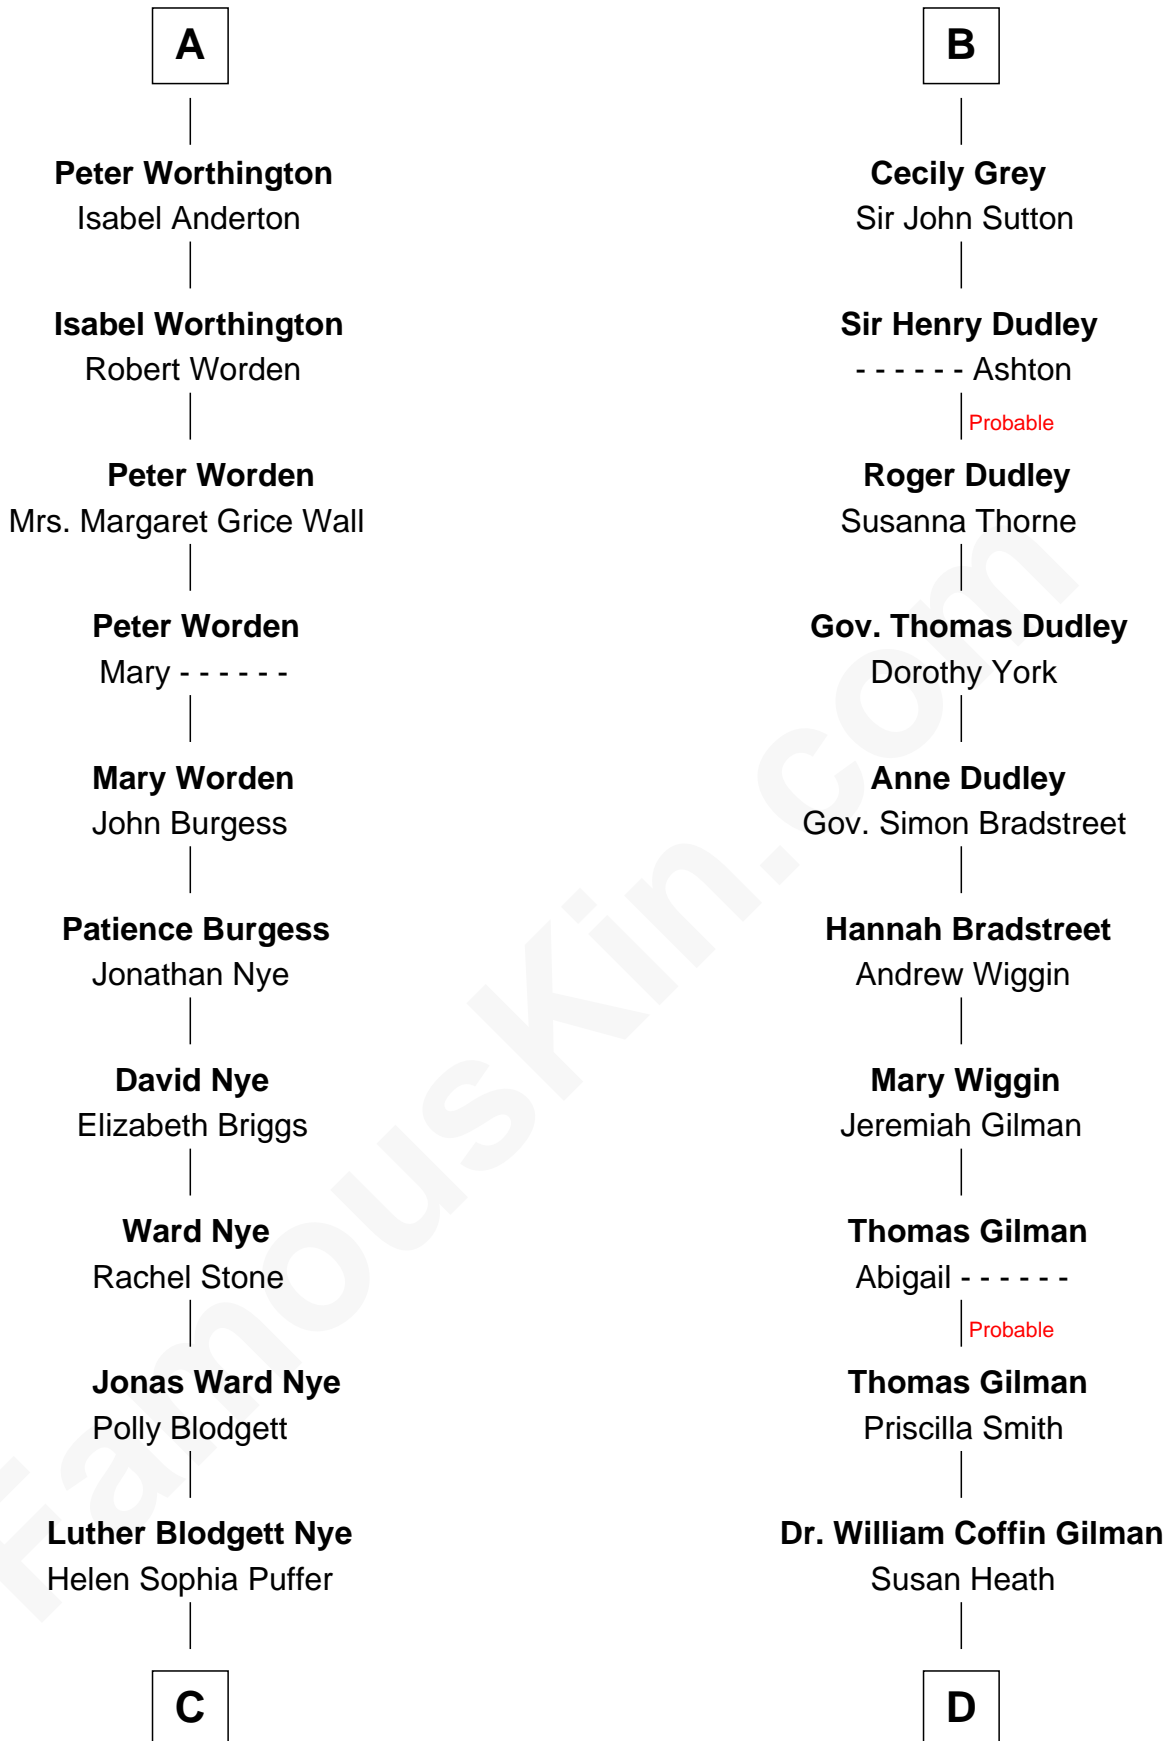 A
Peter Worthington
Isabel Anderton
Isabel Worthington
Robert Worden
Peter Worden
Mrs. Margaret Grice Wall
Peter Worden
Mary - - - - - -
Mary Worden
John Burgess
Patience Burgess
Jonathan Nye
David Nye
Elizabeth Briggs
Ward Nye
Rachel Stone
Jonas Ward Nye
Polly Blodgett
Luther Blodgett Nye
Helen Sophia Puffer
C
B
Cecily Grey
Sir John Sutton
Sir Henry Dudley
- - - - - - Ashton
Probable
Roger Dudley
Susanna Thorne
Gov. Thomas Dudley
Dorothy York
Anne Dudley
Gov. Simon Bradstreet
Hannah Bradstreet
Andrew Wiggin
Mary Wiggin
Jeremiah Gilman
Thomas Gilman
Abigail - - - - - -
Probable
Thomas Gilman
Priscilla Smith
Dr. William Coffin Gilman
Susan Heath
D
FamousKin.com